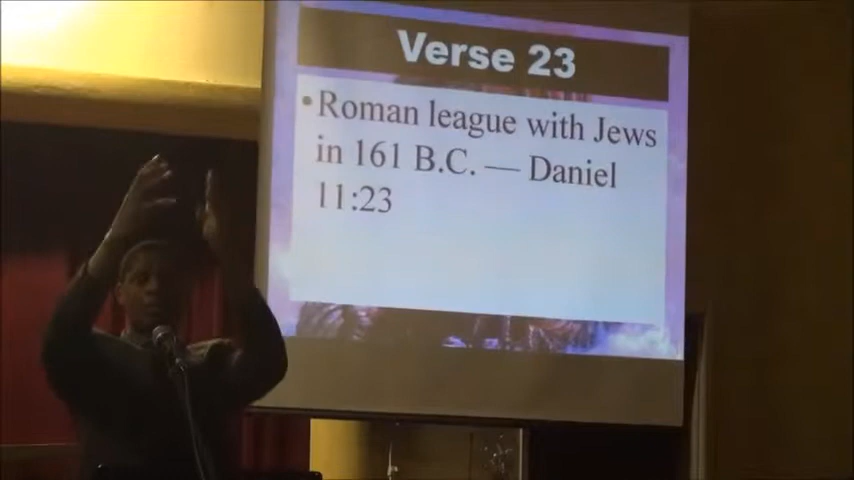 Verse 23
• Roman league with Jews
in 161 B.C. — Daniel
11:23